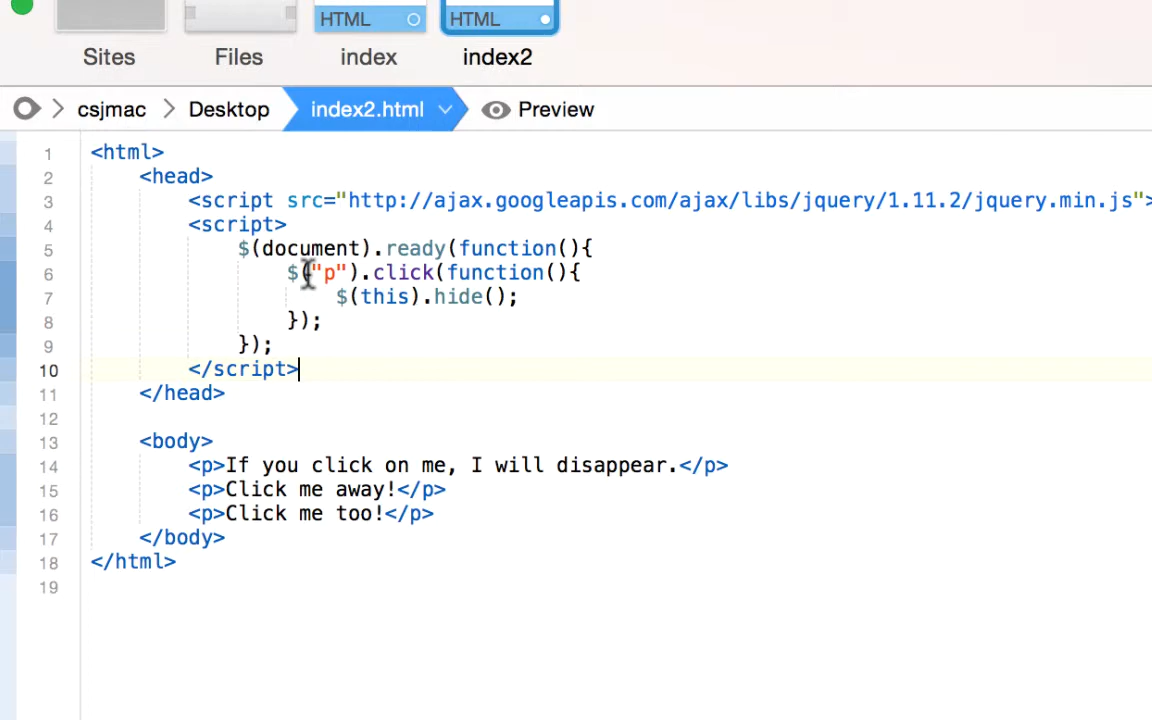 HTML HTML
Sites Files index index2
csjmac Desktop index2.html Preview
1 <html>
2 <head>
3 <script src="http://ajax.googleapis.com/ajax/libs/jquery/1.11.2/jquery.min.js">
4 <script>
5 $(document).ready(function(){
6 $("p").click(function(){
7 $(this).hide();
8 });
9 });
10 </script>
11 </head>
12
13 <body>
14 <p>If you click on me, I will disappear.</p>
15 <p>Click me away!</p>
16 <p>Click me too!</p>
17 </body>
18 </html>
19